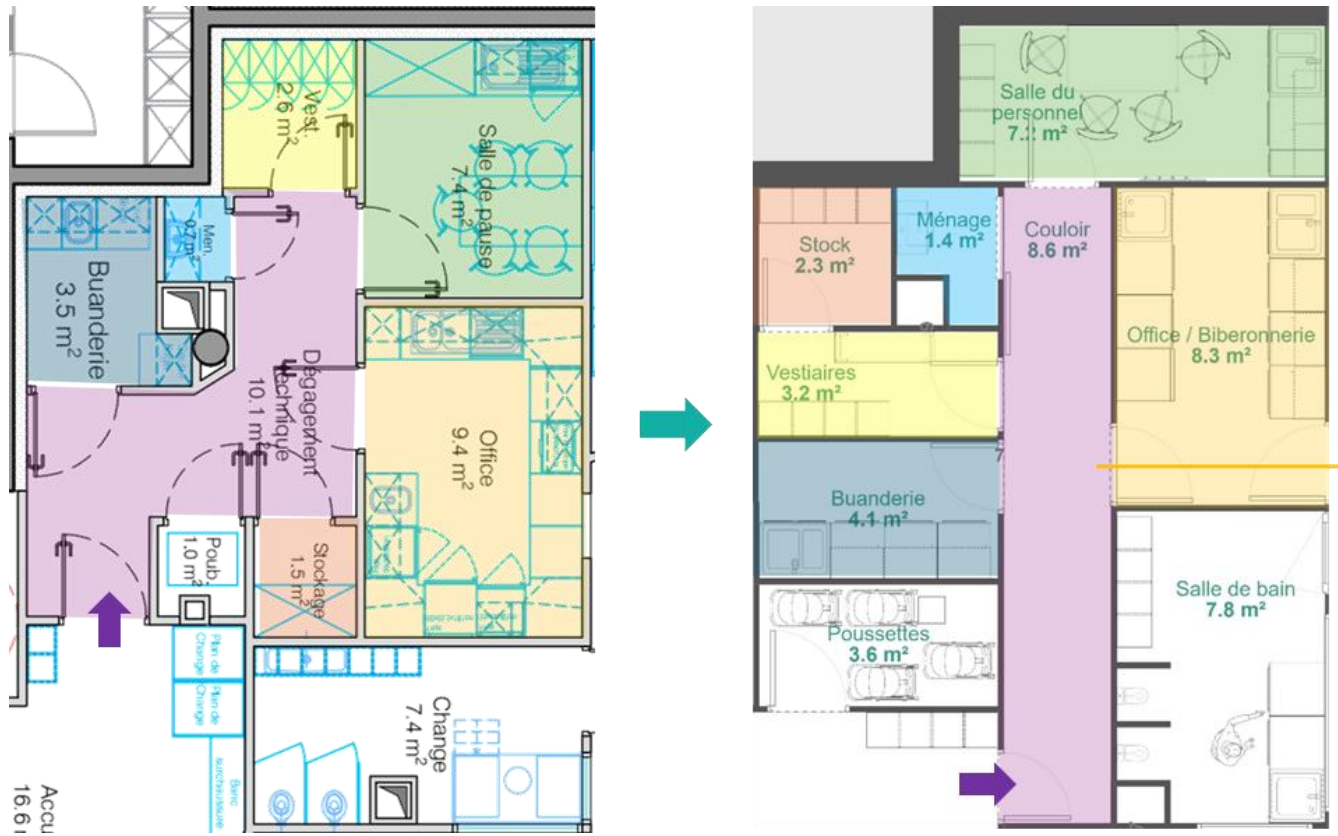 Vest.
2.6 m²
Salle de pause
7.4 m²
Men.
0.7 m²
Buanderie
3.5 m²
Dégagement
technique
10.1 m²
Office
9.4 m²
Poub.
1.0 m²
Stockage
1.5 m²
Plan de
Change
Plan de
Change
Banc
surchaussure
Change
7.4 m²
Accu
16.6 m
Salle du
personnel
7.2 m²
Ménage
1.4 m²
Couloir
8.6 m²
Stock
2.3 m²
Office / Biberonnerie
8.3 m²
Vestiaires
3.2 m²
7
Buanderie
4.1 m²
Salle de bain
7.8 m²
Poussettes
3.6 m²